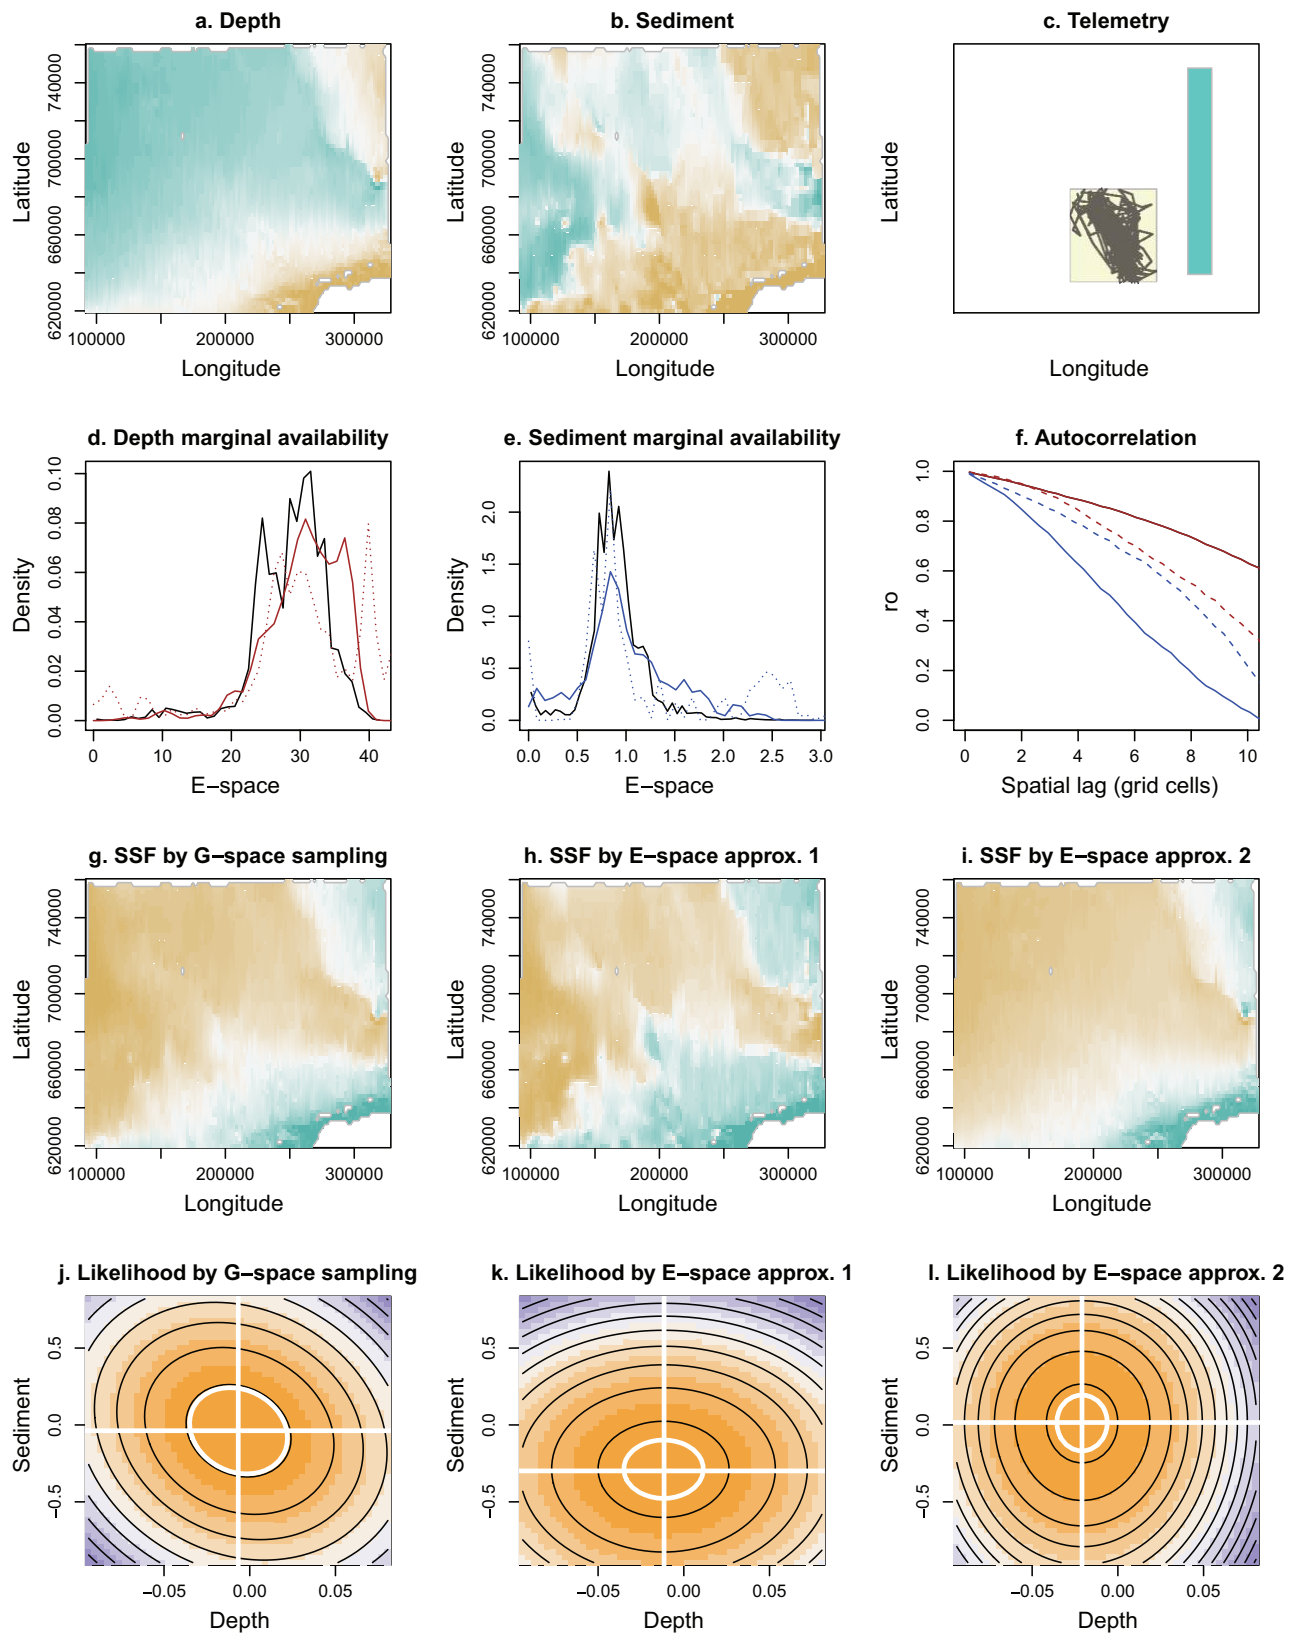 a. Depth
b. Sediment
c. Telemetry
Latitude
620000 660000 700000 740000
100000 200000 300000
Longitude
Latitude
620000 660000 700000 740000
100000 200000 300000
Longitude
Latitude
Longitude
d. Depth marginal availability
e. Sediment marginal availability
f. Autocorrelation
Density
0.00 0.02 0.04 0.06 0.08 0.10
0 10 20 30 40
E−space
Density
0.0 0.5 1.0 1.5 2.0
0.0 0.5 1.0 1.5 2.0 2.5 3.0
E−space
ro
0.0 0.2 0.4 0.6 0.8 1.0
0 2 4 6 8 10
Spatial lag (grid cells)
g. SSF by G−space sampling
h. SSF by E−space approx. 1
i. SSF by E−space approx. 2
Latitude
620000 660000 700000 740000
100000 200000 300000
Longitude
Latitude
620000 660000 700000 740000
100000 200000 300000
Longitude
Latitude
620000 660000 700000 740000
100000 200000 300000
Longitude
j. Likelihood by G−space sampling
k. Likelihood by E−space approx. 1
l. Likelihood by E−space approx. 2
Sediment
−0.5 0.0 0.5
−0.05 0.00 0.05
Depth
Sediment
−0.5 0.0 0.5
−0.05 0.00 0.05
Depth
Sediment
−0.5 0.0 0.5
−0.05 0.00 0.05
Depth